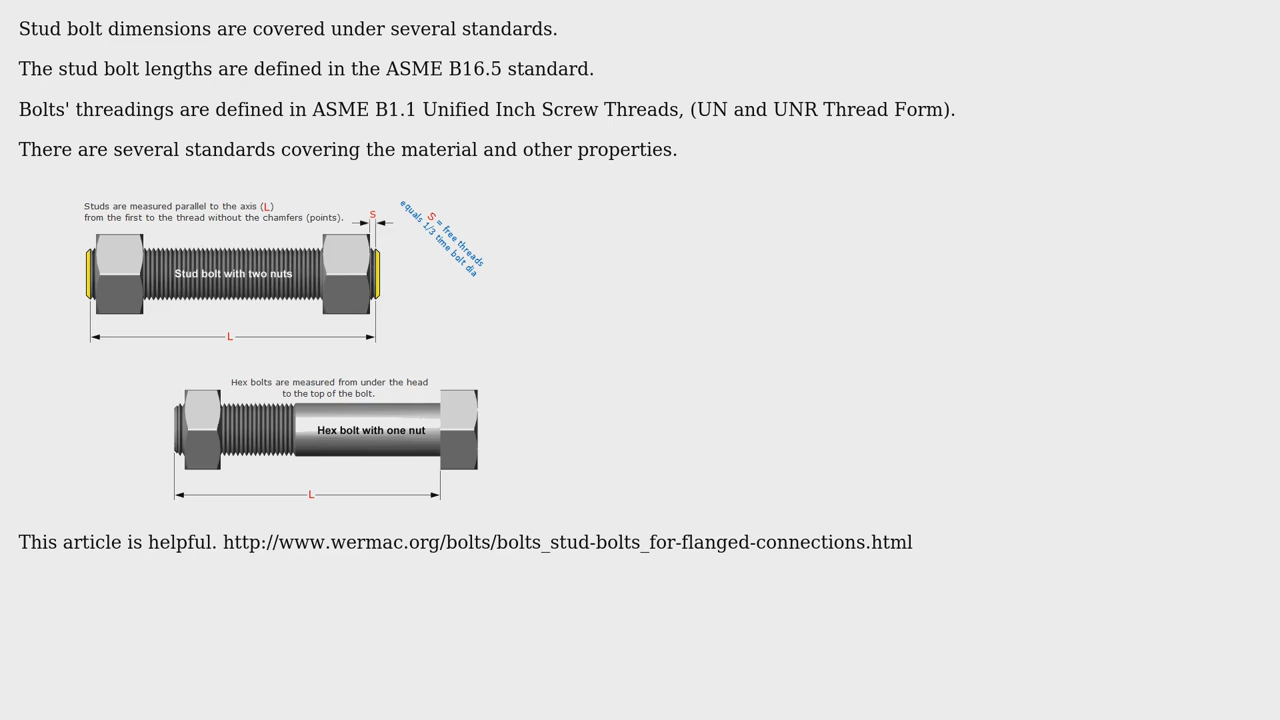 Stud bolt dimensions are covered under several standards.
The stud bolt lengths are defined in the ASME B16.5 standard.
Bolts' threadings are defined in ASME B1.1 Unified Inch Screw Threads, (UN and UNR Thread Form).
There are several standards covering the material and other properties.
Studs are measured parallel to the axis (L)
from the first to the thread without the chamfers (points).
S
S = free threads
equals 1/3 time bolt dia
Stud bolt with two nuts
L
Hex bolts are measured from under the head
to the top of the bolt.
Hex bolt with one nut
L
This article is helpful. http://www.wermac.org/bolts/bolts_stud-bolts_for-flanged-connections.html